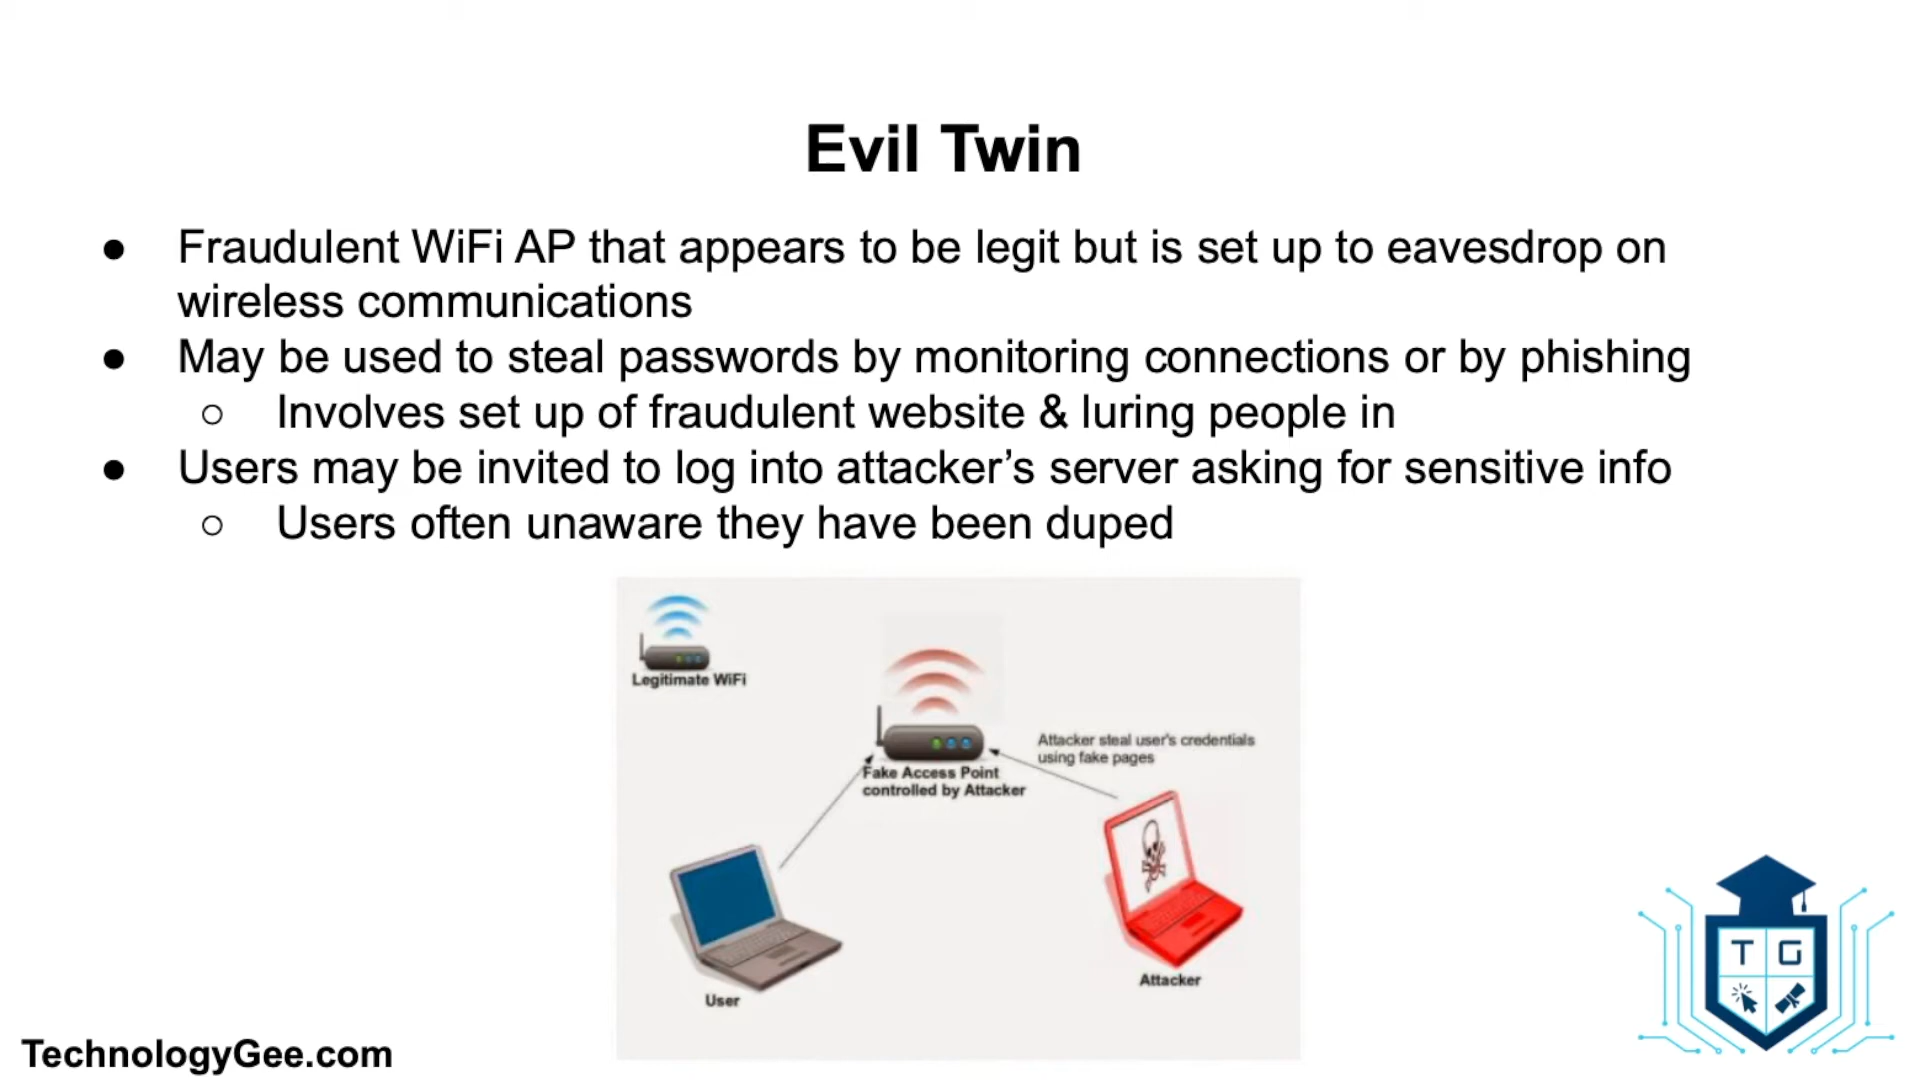 Evil Twin
● Fraudulent WiFi AP that appears to be legit but is set up to eavesdrop on
wireless communications
● May be used to steal passwords by monitoring connections or by phishing
○ Involves set up of fraudulent website & luring people in
● Users may be invited to log into attacker’s server asking for sensitive info
○ Users often unaware they have been duped
Legitimate WiFi
Attacker steal user's credentials
using fake pages
Fake Access Point
controlled by Attacker
User
Attacker
T G
TechnologyGee.com